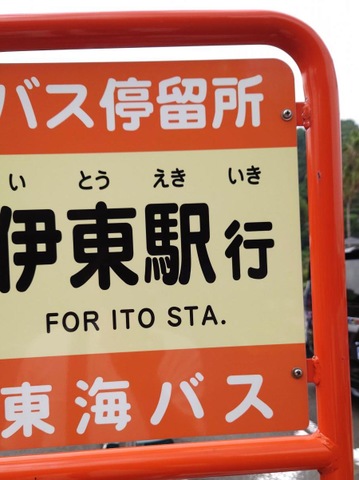 バス停留所
い とう えき いき
伊東駅行
FOR ITO STA.
東海バス